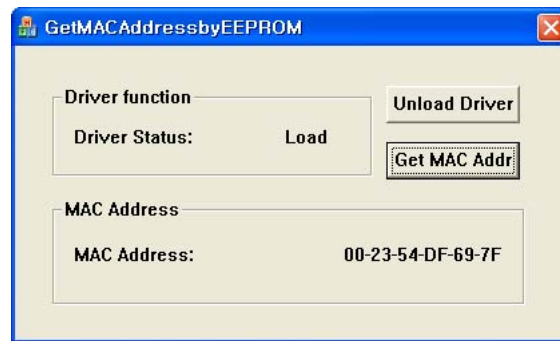 GetMACAddressbyEEPROM
Driver function
Driver Status: Load
Unload Driver
Get MAC Addr
MAC Address
MAC Address: 00-23-54-DF-69-7F